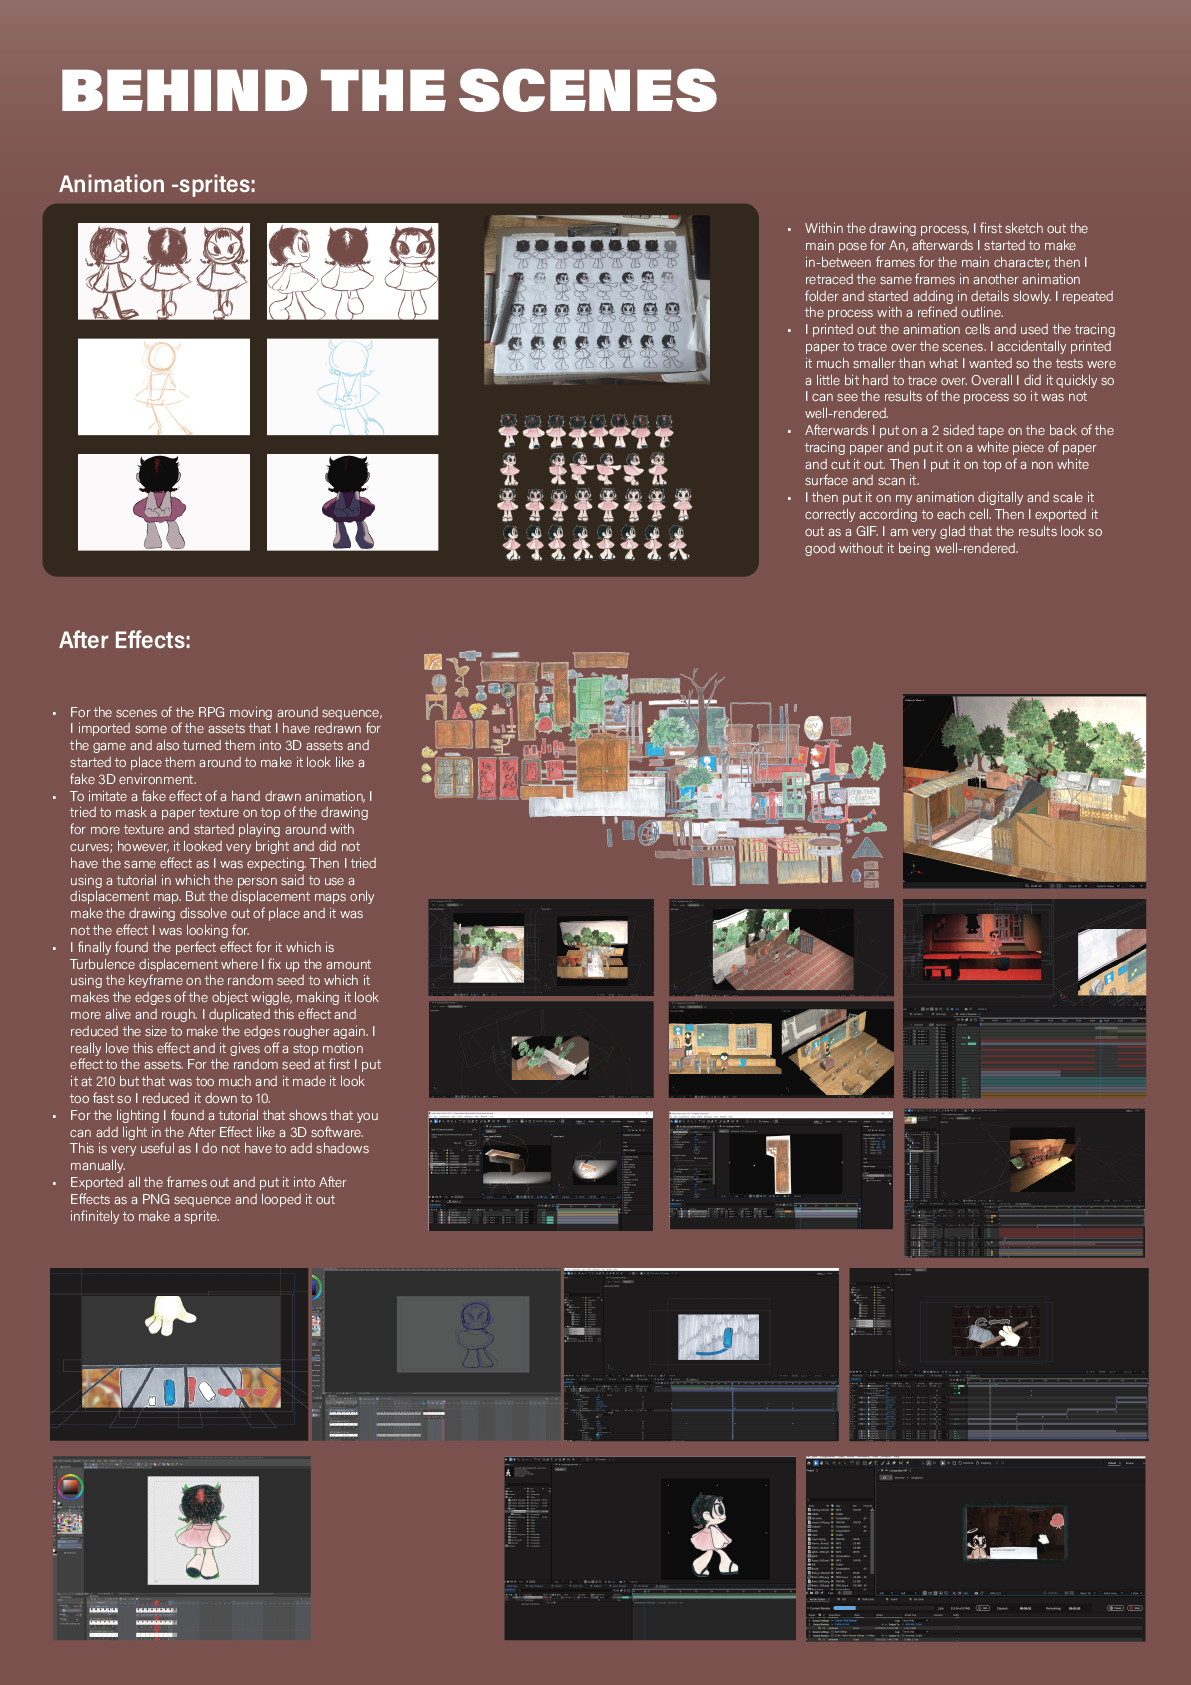 BEHIND THE SCENES
Animation -sprites:
• Within the drawing process, I first sketch out the
main pose for An, afterwards I started to make
in-between frames for the main character, then I
retraced the same frames in another animation
folder and started adding in details slowly. I repeated
the process with a refined outline.
• I printed out the animation cells and used the tracing
paper to trace over the scenes. I accidentally printed
it much smaller than what I wanted so the tests were
a little bit hard to trace over. Overall I did it quickly so
I can see the results of the process so it was not
well-rendered.
• Afterwards I put on a 2 sided tape on the back of the
tracing paper and put it on a white piece of paper
and cut it out. Then I put it on top of a non white
surface and scan it.
• I then put it on my animation digitally and scale it
correctly according to each cell. Then I exported it
out as a GIF. I am very glad that the results look so
good without it being well-rendered.
After Effects:
• For the scenes of the RPG moving around sequence,
I imported some of the assets that I have redrawn for
the game and also turned them into 3D assets and
started to place them around to make it look like a
fake 3D environment.
• To imitate a fake effect of a hand drawn animation, I
tried to mask a paper texture on top of the drawing
for more texture and started playing around with
curves; however, it looked very bright and did not
have the same effect as I was expecting. Then I tried
using a tutorial in which the person said to use a
displacement map. But the displacement maps only
make the drawing dissolve out of place and it was
not the effect I was looking for.
• I finally found the perfect effect for it which is
Turbulence displacement where I fix up the amount
using the keyframe on the random seed to which it
makes the edges of the object wiggle, making it look
more alive and rough. I duplicated this effect and
reduced the size to make the edges rougher again. I
really love this effect and it gives off a stop motion
effect to the assets. For the random seed at first I put
it at 210 but that was too much and it made it look
too fast so I reduced it down to 10.
• For the lighting I found a tutorial that shows that you
can add light in the After Effect like a 3D software.
This is very useful as I do not have to add shadows
manually.
• Exported all the frames out and put it into After
Effects as a PNG sequence and looped it out
infinitely to make a sprite.